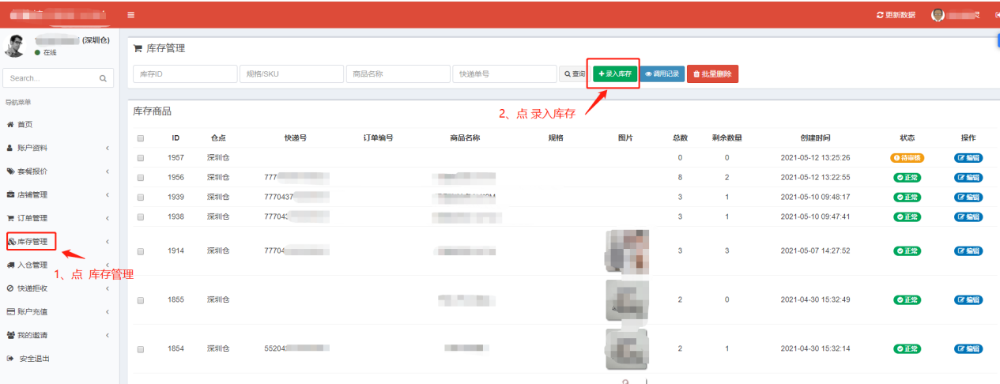 更新数据
(深圳仓)
在线
Search...
导航菜单
首页
账户资料
套餐报价
店铺管理
订单管理
库存管理
入仓管理
快递拒收
账户充值
我的邀请
安全退出
1、点 库存管理
库存管理
库存ID 规格/SKU 商品名称 快递单号 查询 录入库存 调用记录 批量删除
2、点 录入库存
库存商品
ID 仓点 快递号 订单编号 商品名称 规格 图片 总数 剩余数量 创建时间 状态 操作
1957 深圳仓 0 0 2021-05-12 13:25:26 待审核 编辑
1956 深圳仓 777 8 2 2021-05-12 13:22:55 正常 编辑
1939 深圳仓 7770437 3 1 2021-05-10 09:48:17 正常 编辑
1938 深圳仓 77704 3 1 2021-05-10 09:47:41 正常 编辑
1914 深圳仓 77704 3 3 2021-05-07 14:27:52 正常 编辑
1855 深圳仓 2 0 2021-04-30 15:32:49 正常 编辑
1854 深圳仓 55204 2 1 2021-04-30 15:32:14 正常 编辑